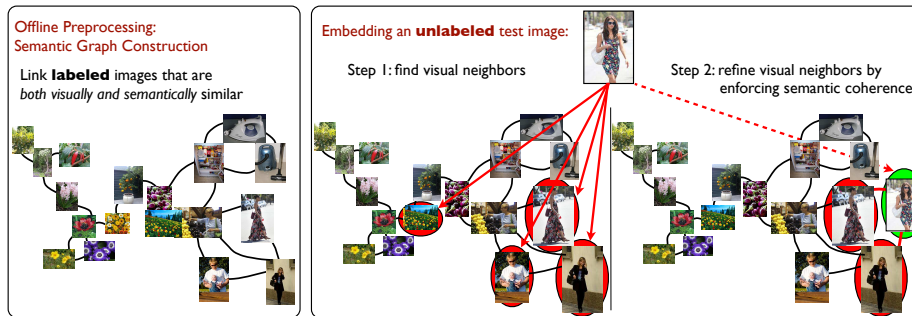 Offline Preprocessing:
Semantic Graph Construction
Link labeled images that are
both visually and semantically similar
Embedding an unlabeled test image:
Step 1: find visual neighbors
Step 2: refine visual neighbors by
enforcing semantic coherence